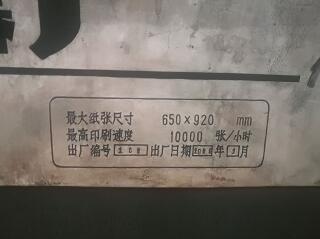 最大纸张尺寸 650×920 mm
最高印刷速度 10000 张/小时
出厂编号 出厂日期 年 月